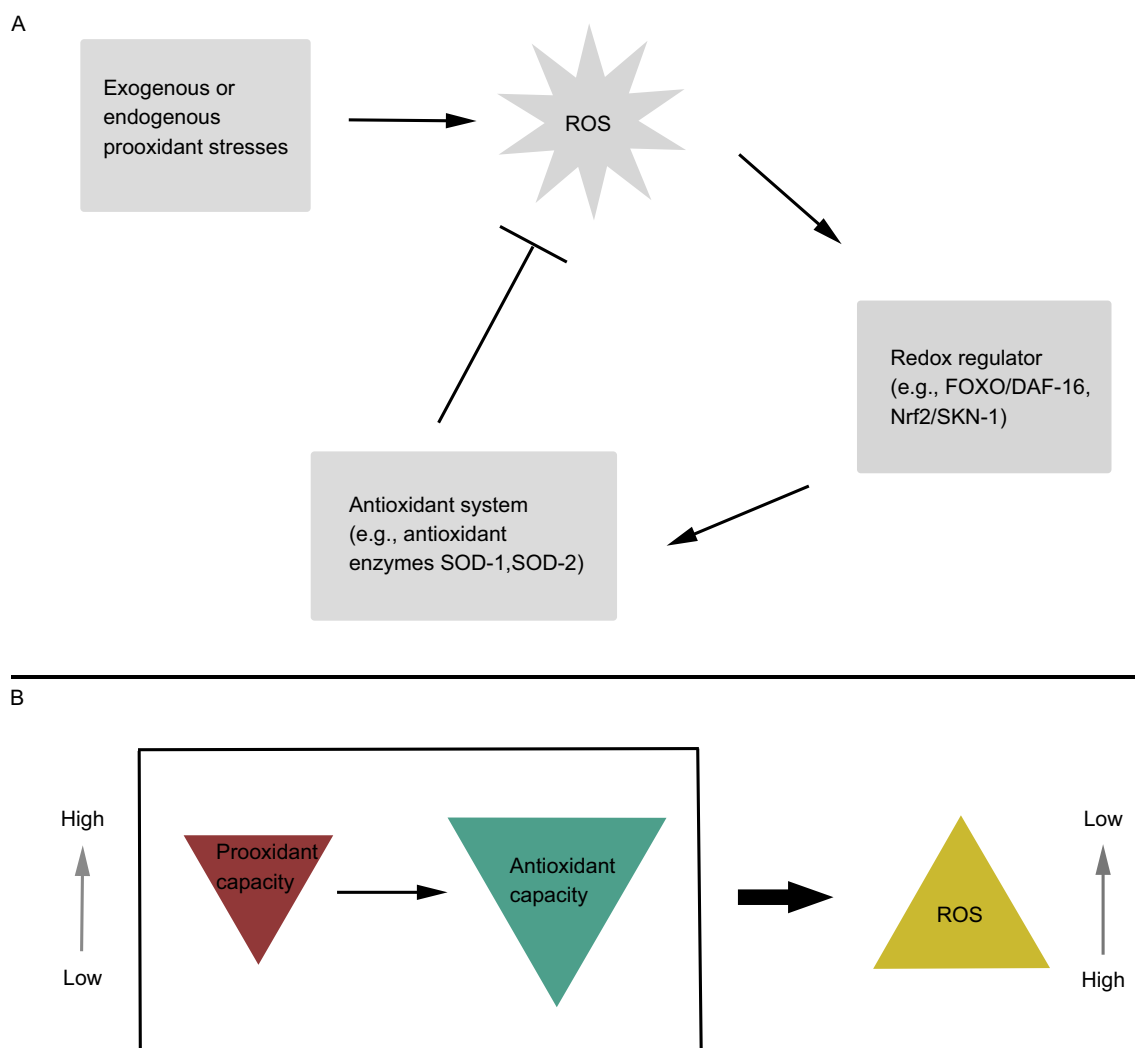 A
Exogenous or
endogenous
prooxidant stresses
ROS
Redox regulator
(e.g., FOXO/DAF-16,
Nrf2/SKN-1)
Antioxidant system
(e.g., antioxidant
enzymes SOD-1,SOD-2)
B
High
Low
Prooxidant
capacity
Antioxidant
capacity
ROS
Low
High